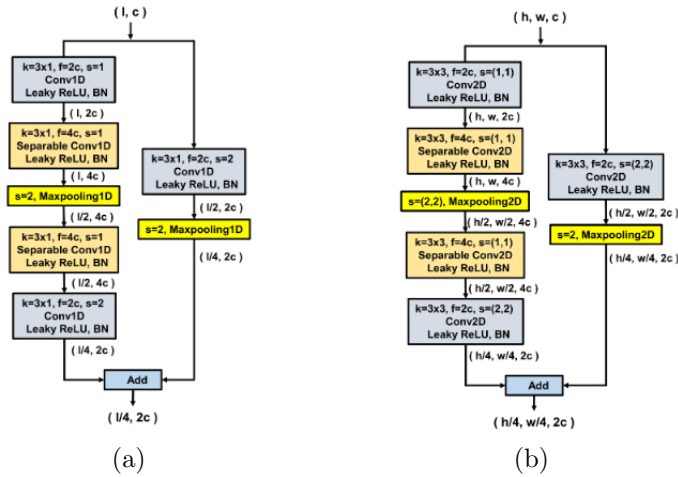 ( l, c )
k=3x1, f=2c, s=1
Conv1D
Leaky ReLU, BN
( l, 2c )
k=3x1, f=4c, s=1
Separable Conv1D
Leaky ReLU, BN
( l, 4c )
s=2, Maxpooling1D
( l/2, 4c )
k=3x1, f=4c, s=1
Separable Conv1D
Leaky ReLU, BN
( l/2, 4c )
k=3x1, f=2c, s=2
Conv1D
Leaky ReLU, BN
( l/4, 2c )
k=3x1, f=2c, s=2
Conv1D
Leaky ReLU, BN
( l/2, 2c )
s=2, Maxpooling1D
( l/4, 2c )
Add
( l/4, 2c )
(a)
( h, w, c )
k=3x3, f=2c, s=(1,1)
Conv2D
Leaky ReLU, BN
( h, w, 2c )
k=3x3, f=4c, s=(1, 1)
Separable Conv2D
Leaky ReLU, BN
( h, w, 4c )
s=(2,2), Maxpooling2D
( h/2, w/2, 4c )
k=3x3, f=4c, s=(1,1)
Separable Conv2D
Leaky ReLU, BN
( h/2, w/2, 4c )
k=3x3, f=2c, s=(2,2)
Conv2D
Leaky ReLU, BN
( h/4, w/4, 2c )
k=3x3, f=2c, s=(2,2)
Conv2D
Leaky ReLU, BN
( h/2, w/2, 2c )
s=2, Maxpooling2D
( h/4, w/4, 2c )
Add
( h/4, w/4, 2c )
(b)